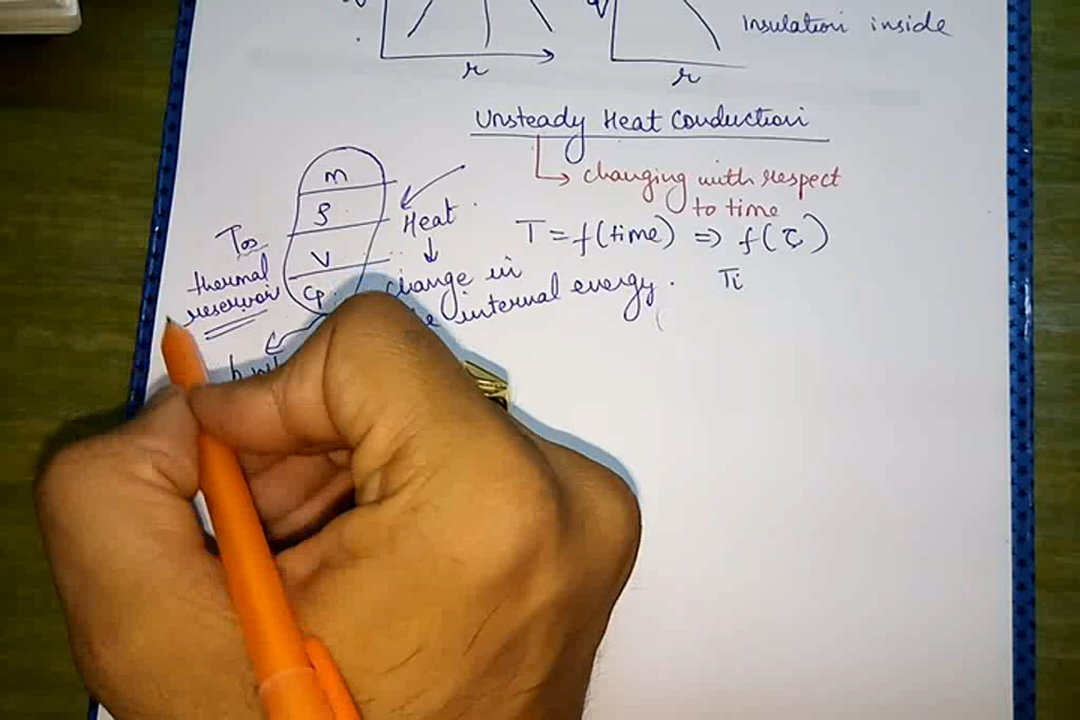 r
r
Insulation inside
Unsteady Heat Conduction
changing with respect
to time
m
ρ
V
Cp
Heat
T = f(time) ⇒ f(τ)
T∞
thermal
reservoir
change in
internal energy.
Ti